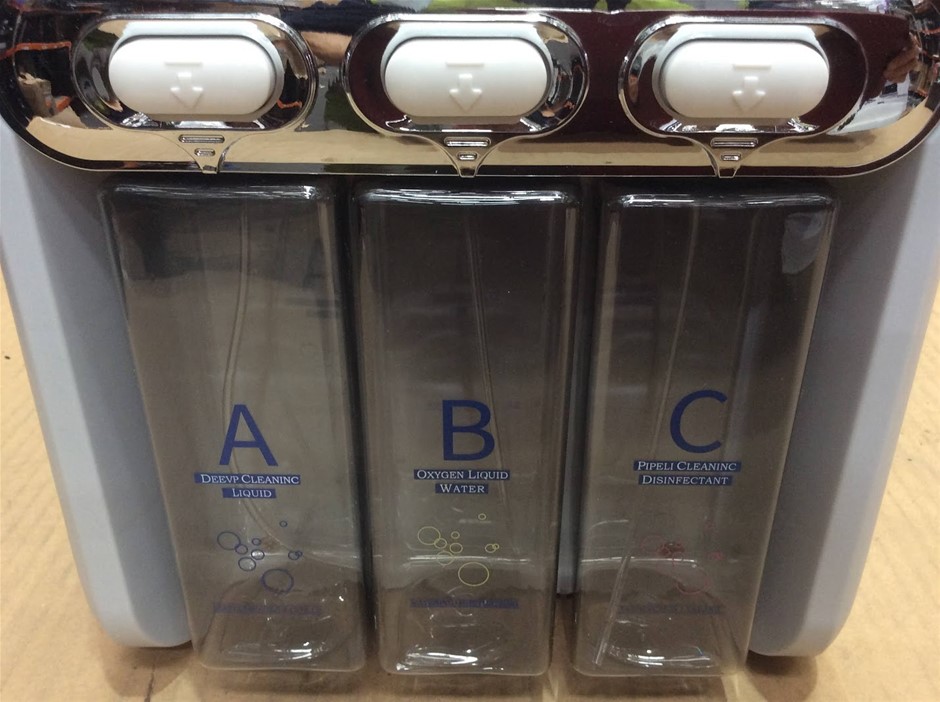 A
DEEVP CLEANINC
LIQUID
B
OXYGEN LIQUID
WATER
C
PIPELI CLEANINC
DISINFECTANT